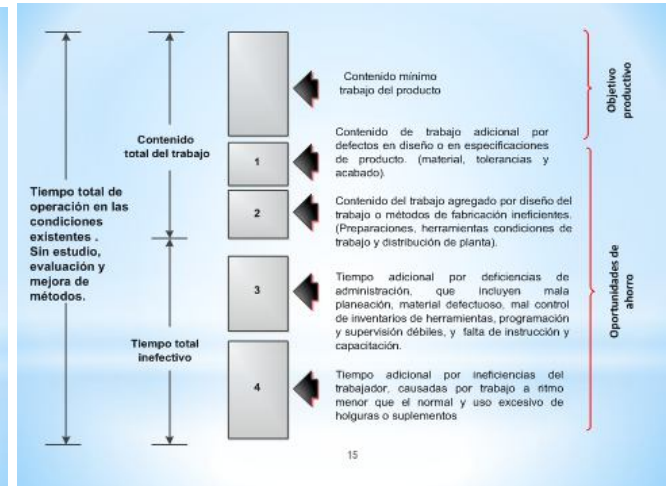 Contenido mínimo
trabajo del producto
Objetivo
productivo
Contenido
total del trabajo
1
Contenido de trabajo adicional por
defectos en diseño o en especificaciones
de producto. (material, tolerancias y
acabado).
Tiempo total de
operación en las
condiciones
existentes .
Sin estudio,
evaluación y
mejora de
métodos.
2
Contenido del trabajo agregado por diseño del
trabajo o métodos de fabricación ineficientes.
(Preparaciones, herramientas condiciones de
trabajo y distribución de planta).
Oportunidades de
ahorro
3
Tiempo adicional por deficiencias de
administración, que incluyen mala
planeación, material defectuoso, mal control
de inventarios de herramientas, programación
y supervisión débiles, y falta de instrucción y
capacitación.
Tiempo total
inefectivo
4
Tiempo adicional por ineficiencias del
trabajador, causadas por trabajo a ritmo
menor que el normal y uso excesivo de
holguras o suplementos
15